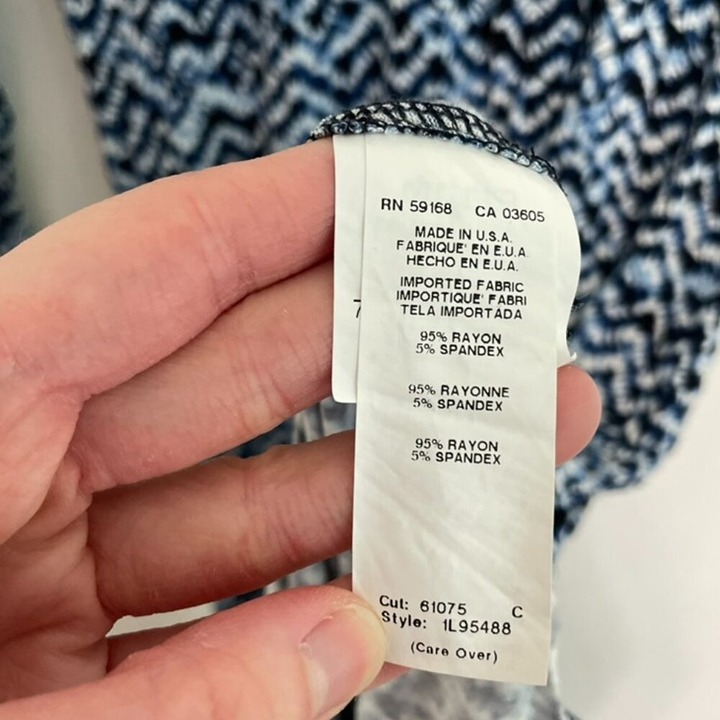 RN 59168 CA 03605
MADE IN U.S.A.
FABRIQUE' EN E.U.A.
HECHO EN E.U.A.
IMPORTED FABRIC
IMPORTIQUE' FABRI
TELA IMPORTADA
95% RAYON
5% SPANDEX
95% RAYONNE
5% SPANDEX
95% RAYON
5% SPANDEX
Cut: 61075 C
Style: 1L95488
(Care Over)